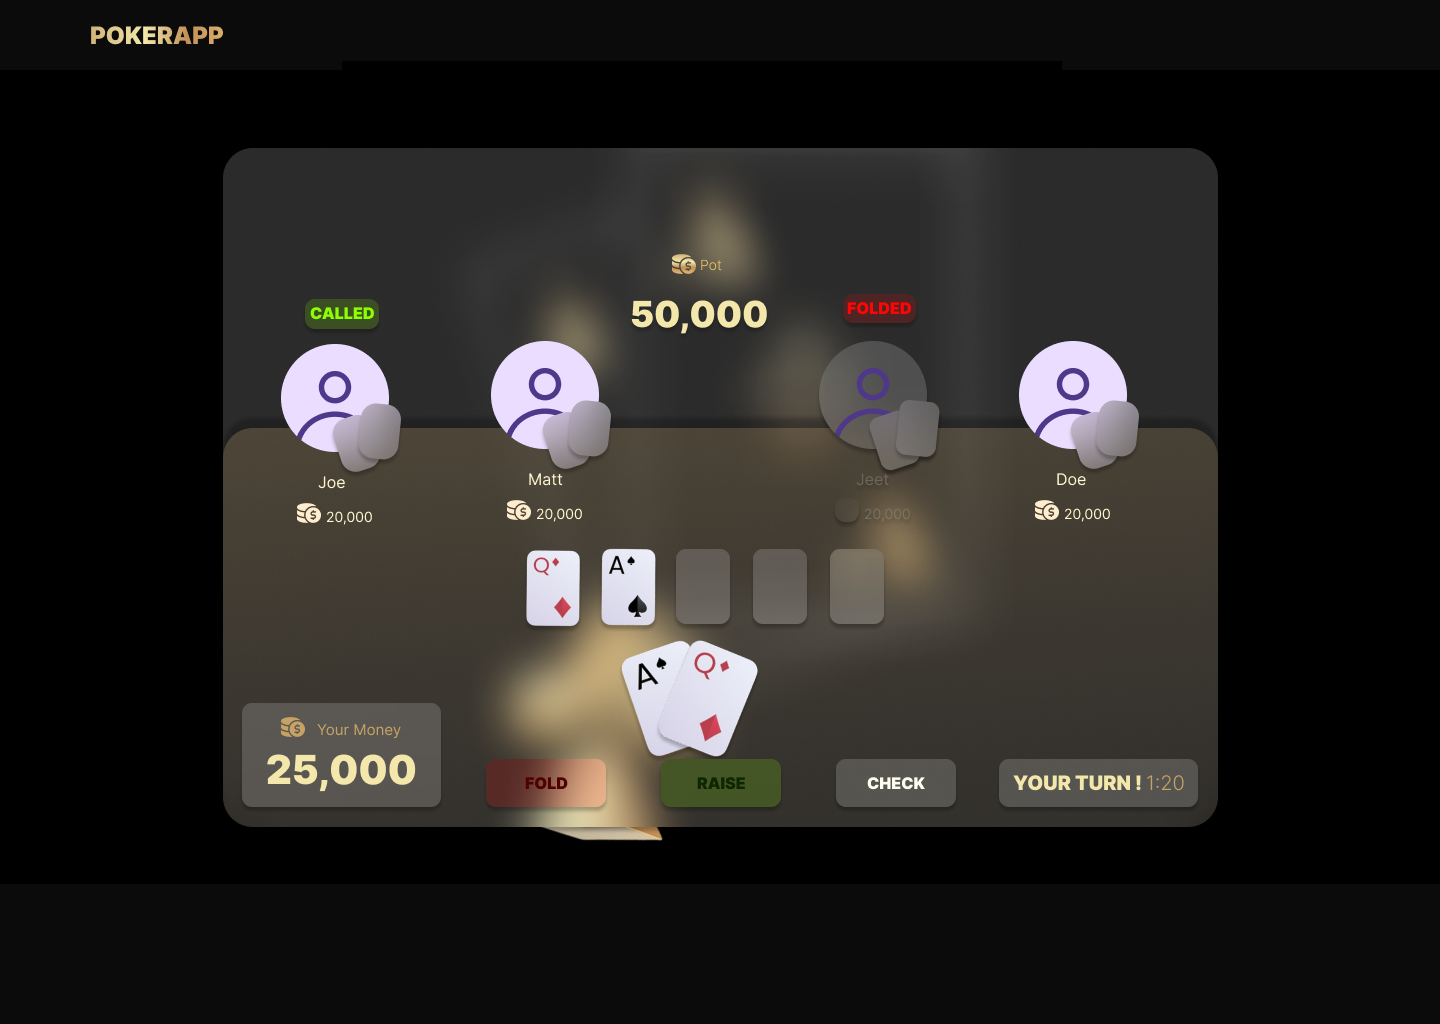 POKERAPP
Pot
50,000
CALLED
FOLDED
Joe
20,000
Matt
20,000
Jeet
20,000
Doe
20,000
Q
A
A
Q
Your Money
25,000
FOLD
RAISE
CHECK
YOUR TURN ! 1:20